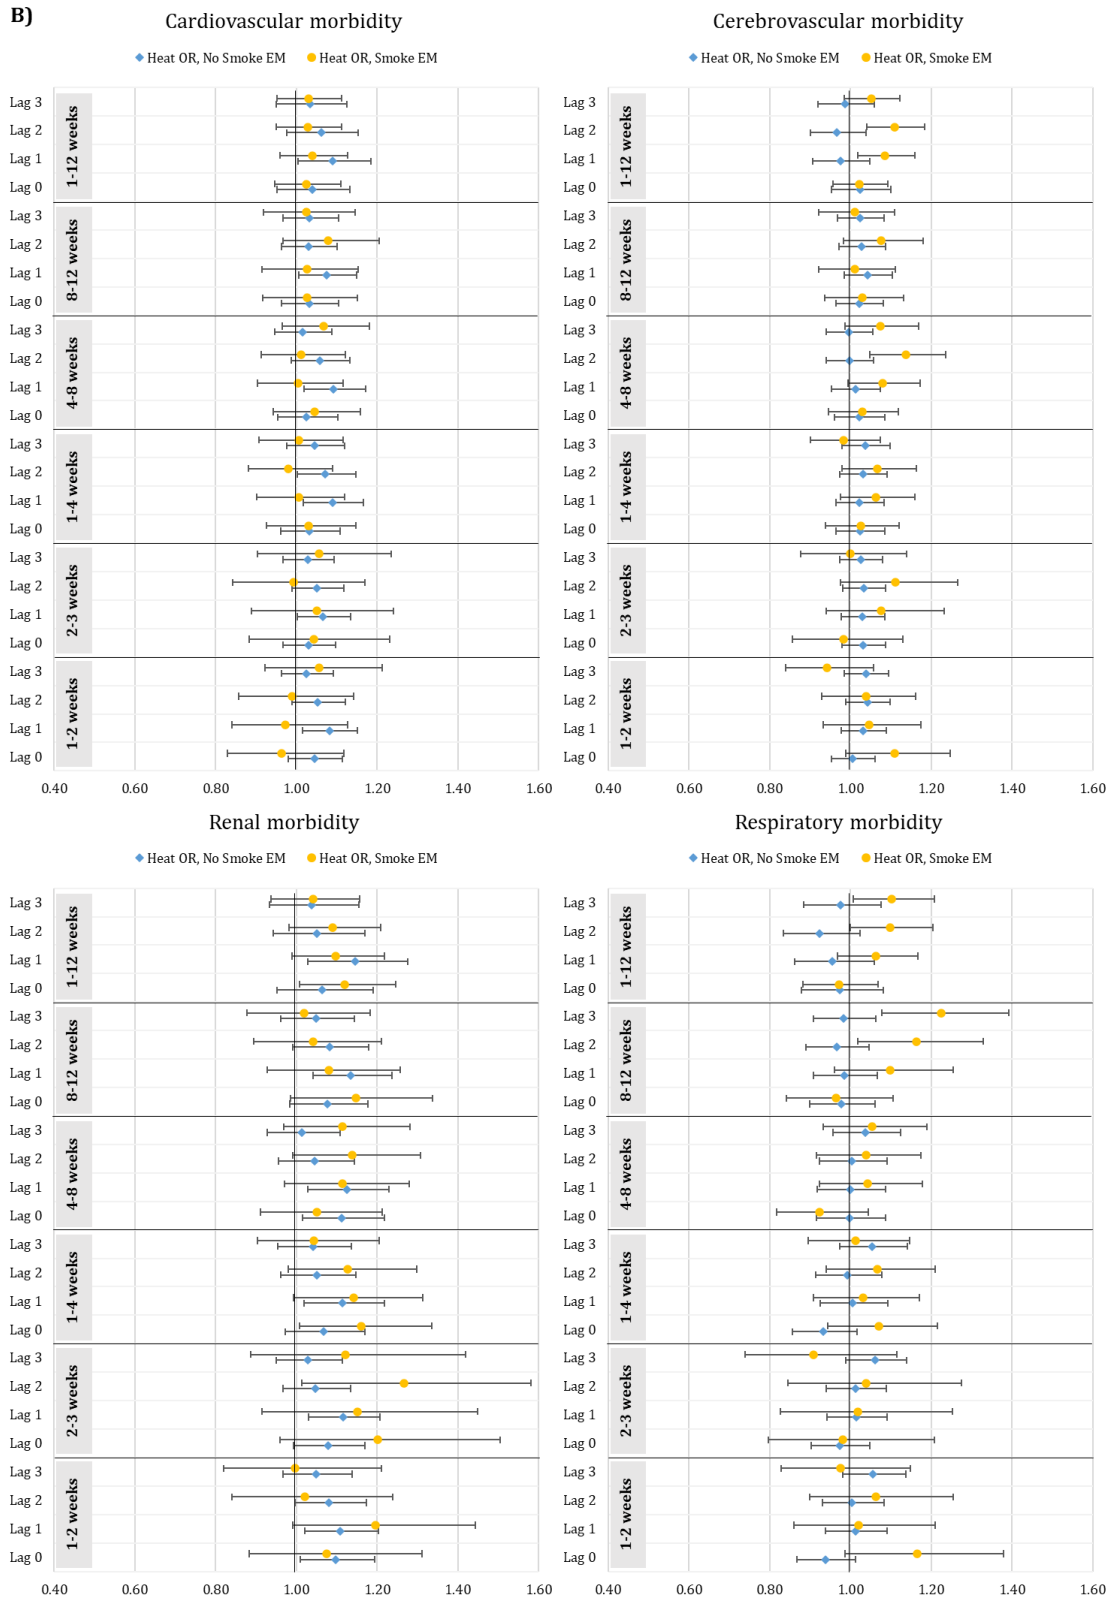 B)
Cardiovascular morbidity
Heat OR, No Smoke EM Heat OR, Smoke EM
1-12 weeks
Lag 3
Lag 2
Lag 1
Lag 0
8-12 weeks
Lag 3
Lag 2
Lag 1
Lag 0
4-8 weeks
Lag 3
Lag 2
Lag 1
Lag 0
1-4 weeks
Lag 3
Lag 2
Lag 1
Lag 0
2-3 weeks
Lag 3
Lag 2
Lag 1
Lag 0
1-2 weeks
Lag 3
Lag 2
Lag 1
Lag 0
0.40 0.60 0.80 1.00 1.20 1.40 1.60
Cerebrovascular morbidity
Heat OR, No Smoke EM Heat OR, Smoke EM
1-12 weeks
Lag 3
Lag 2
Lag 1
Lag 0
8-12 weeks
Lag 3
Lag 2
Lag 1
Lag 0
4-8 weeks
Lag 3
Lag 2
Lag 1
Lag 0
1-4 weeks
Lag 3
Lag 2
Lag 1
Lag 0
2-3 weeks
Lag 3
Lag 2
Lag 1
Lag 0
1-2 weeks
Lag 3
Lag 2
Lag 1
Lag 0
0.40 0.60 0.80 1.00 1.20 1.40 1.60
Renal morbidity
Heat OR, No Smoke EM Heat OR, Smoke EM
1-12 weeks
Lag 3
Lag 2
Lag 1
Lag 0
8-12 weeks
Lag 3
Lag 2
Lag 1
Lag 0
4-8 weeks
Lag 3
Lag 2
Lag 1
Lag 0
1-4 weeks
Lag 3
Lag 2
Lag 1
Lag 0
2-3 weeks
Lag 3
Lag 2
Lag 1
Lag 0
1-2 weeks
Lag 3
Lag 2
Lag 1
Lag 0
0.40 0.60 0.80 1.00 1.20 1.40 1.60
Respiratory morbidity
Heat OR, No Smoke EM Heat OR, Smoke EM
1-12 weeks
Lag 3
Lag 2
Lag 1
Lag 0
8-12 weeks
Lag 3
Lag 2
Lag 1
Lag 0
4-8 weeks
Lag 3
Lag 2
Lag 1
Lag 0
1-4 weeks
Lag 3
Lag 2
Lag 1
Lag 0
2-3 weeks
Lag 3
Lag 2
Lag 1
Lag 0
1-2 weeks
Lag 3
Lag 2
Lag 1
Lag 0
0.40 0.60 0.80 1.00 1.20 1.40 1.60